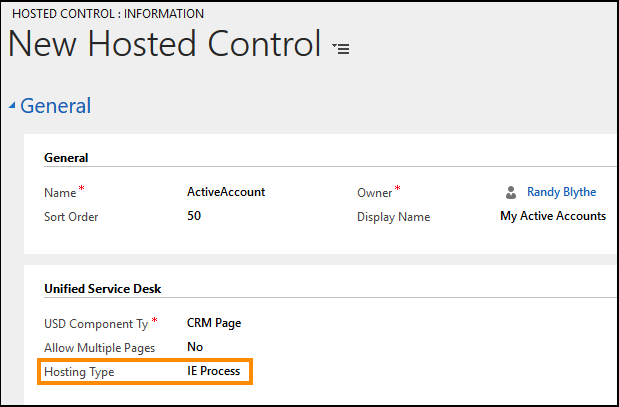 HOSTED CONTROL : INFORMATION
New Hosted Control
General
General
Name* ActiveAccount Owner* Randy Blythe
Sort Order 50 Display Name My Active Accounts
Unified Service Desk
USD Component Ty* CRM Page
Allow Multiple Pages No
Hosting Type IE Process